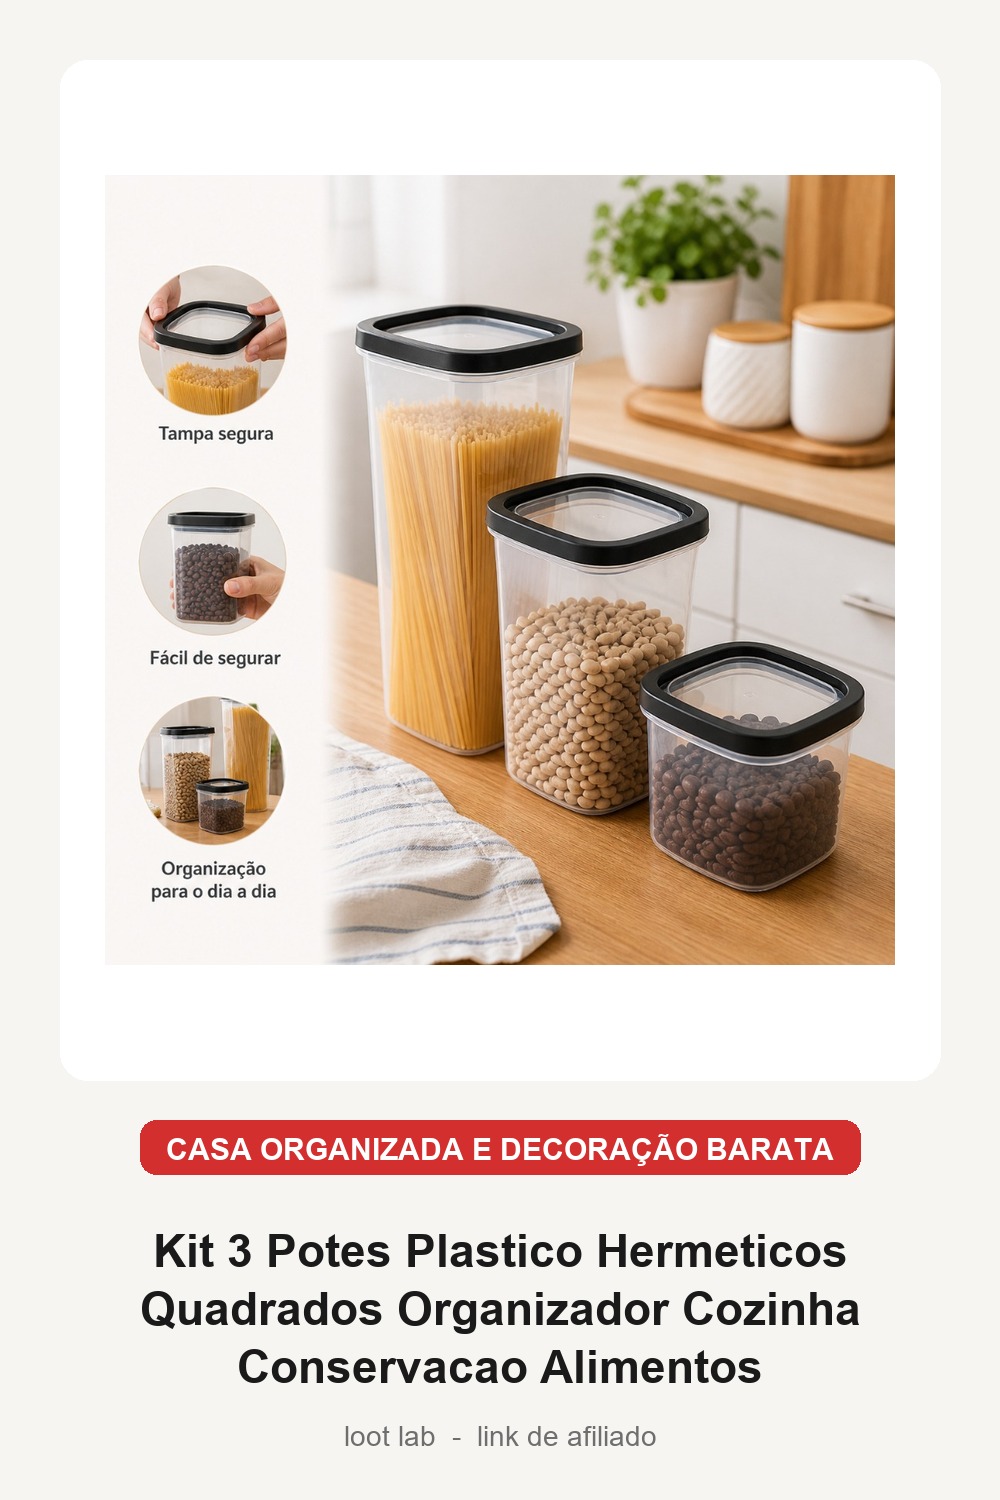 Tampa segura
Fácil de segurar
Organização
para o dia a dia
CASA ORGANIZADA E DECORAÇÃO BARATA
Kit 3 Potes Plastico Hermeticos
Quadrados Organizador Cozinha
Conservacao Alimentos
loot lab - link de afiliado